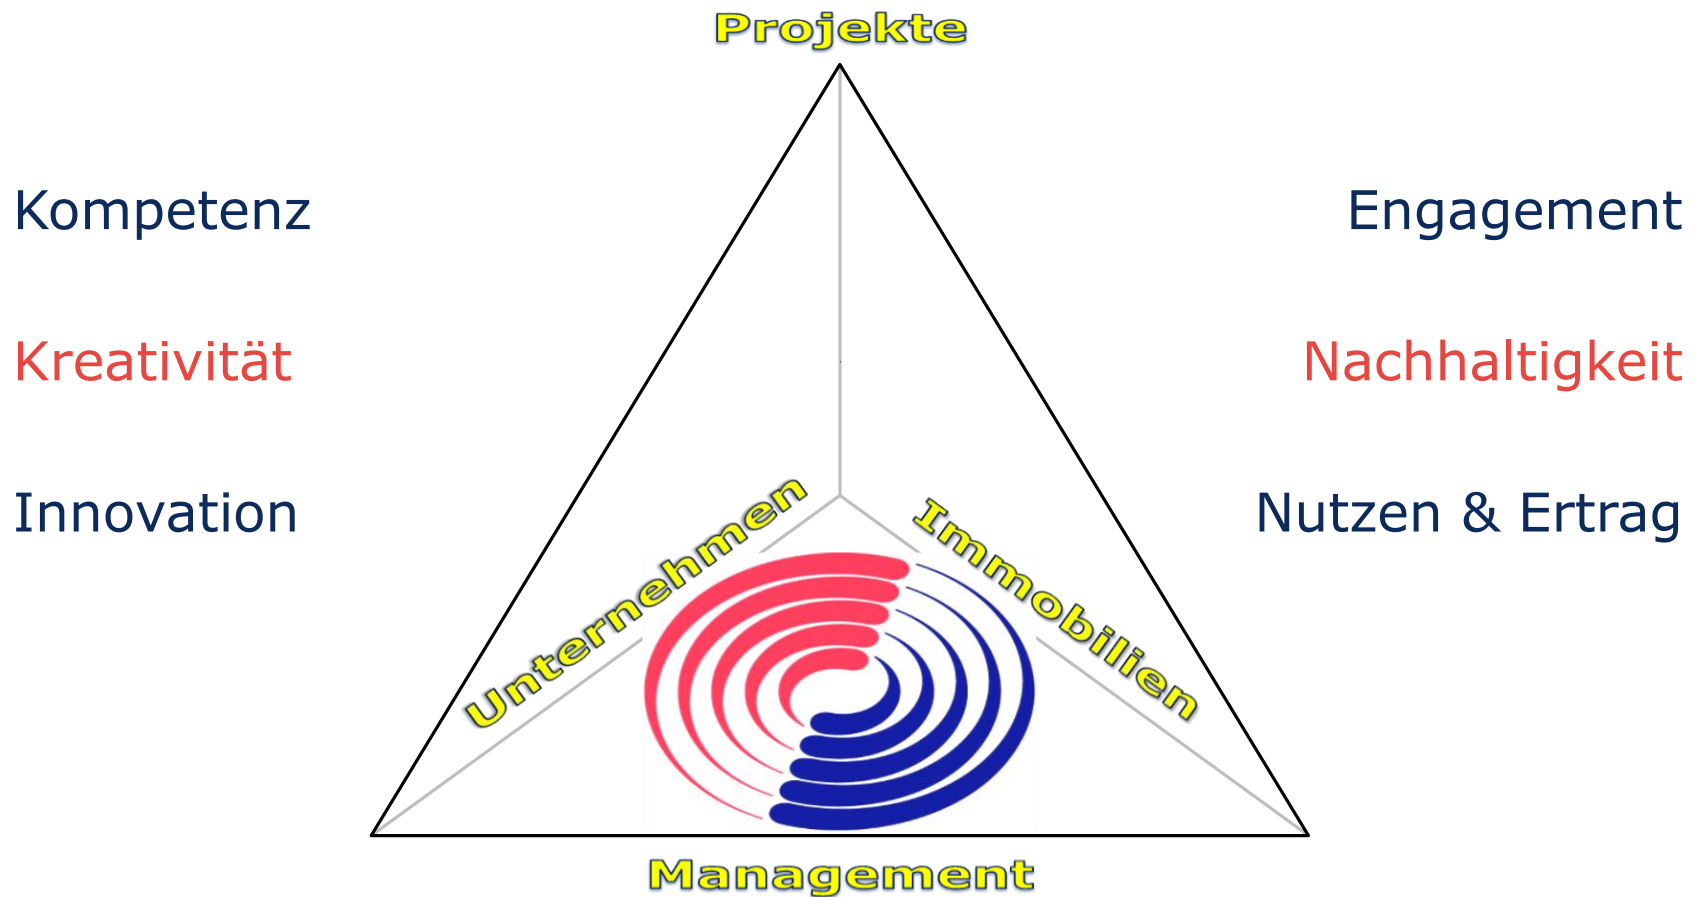 Projekte
Kompetenz
Engagement
Kreativität
Nachhaltigkeit
Innovation
Nutzen & Ertrag
Unternehmen
Immobilien
Management